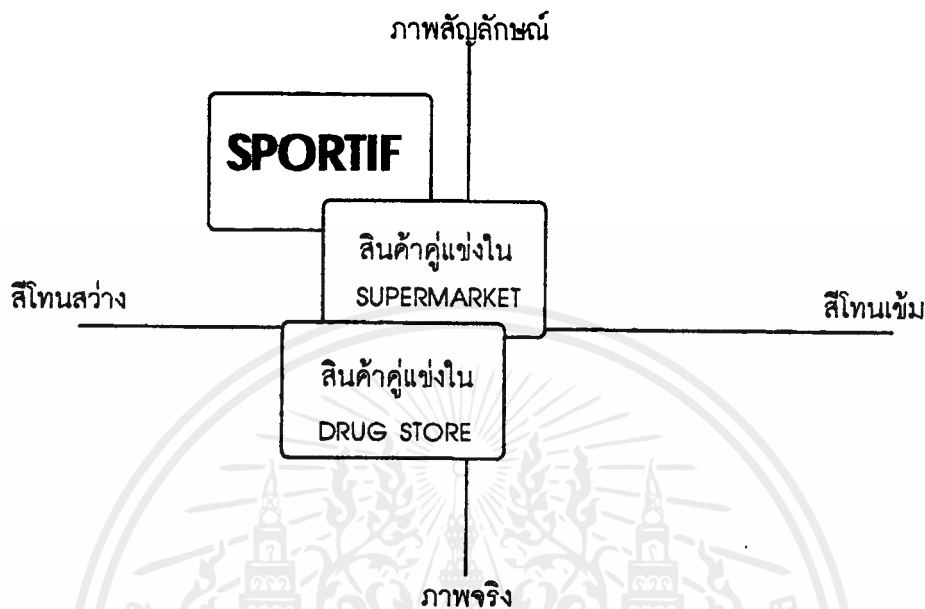 ภาพสัญลักษณ์
SPORTIF
สินค้าคู่แข่งใน
SUPERMARKET
สีโทนสว่าง
สีโทนเข้ม
สินค้าคู่แข่งใน
DRUG STORE
ภาพจริง